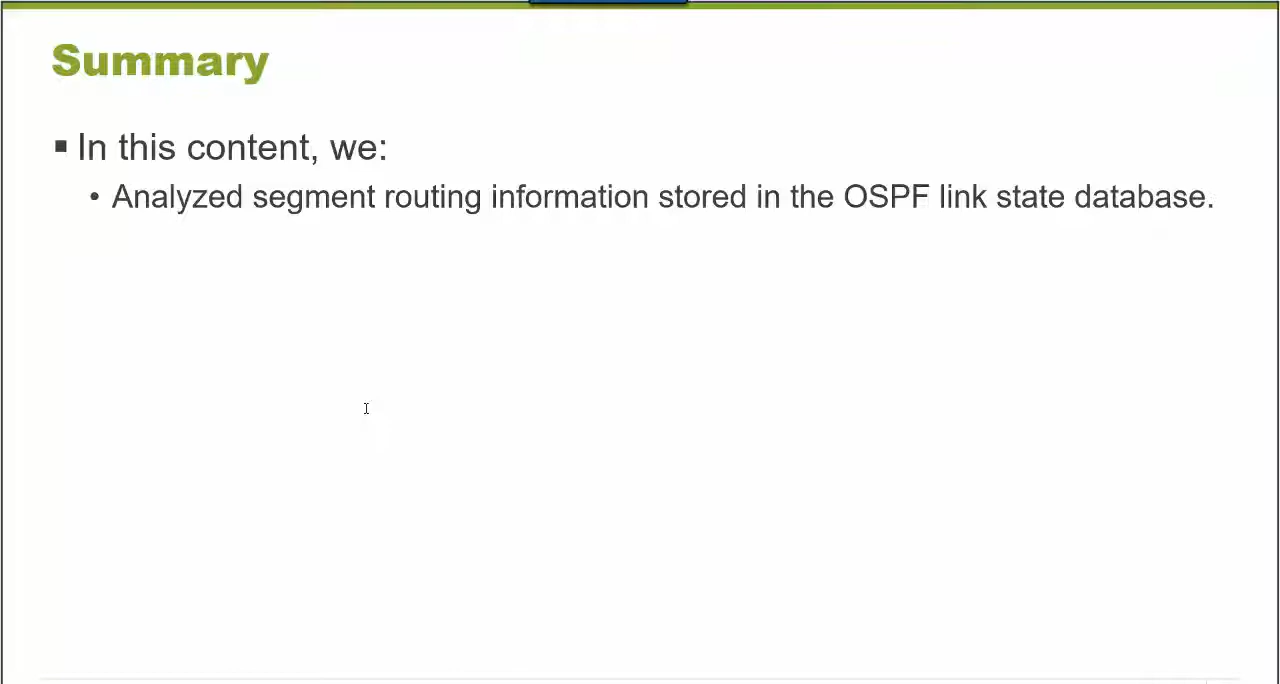 Summary
▪ In this content, we:
• Analyzed segment routing information stored in the OSPF link state database.